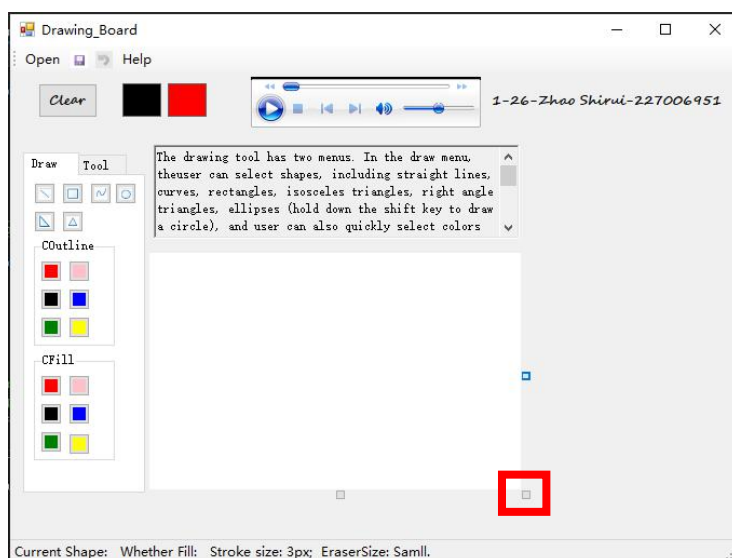 Drawing_Board
Open Help
Clear
1-26-Zhao Shirui-227006951
Draw Tool
The drawing tool has two menus. In the draw menu,
theuser can select shapes, including straight lines,
curves, rectangles, isosceles triangles, right angle
triangles, ellipses (hold down the shift key to draw
a circle), and user can also quickly select colors
COutline
CFill
Current Shape: Whether Fill: Stroke size: 3px; EraserSize: Samll.